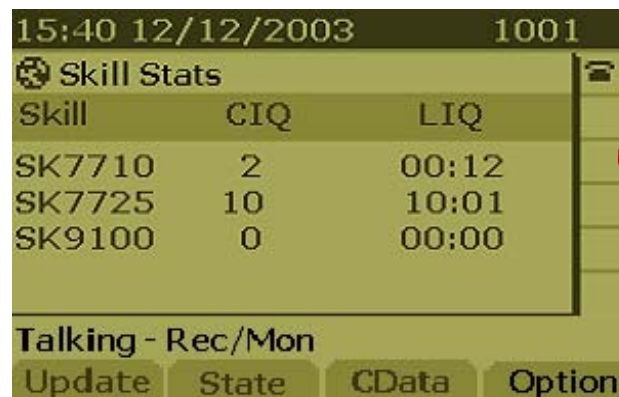 15:40 12/12/2003 1001
Skill Stats
Skill CIQ LIQ
SK7710 2 00:12
SK7725 10 10:01
SK9100 0 00:00
Talking - Rec/Mon
Update State CData Option